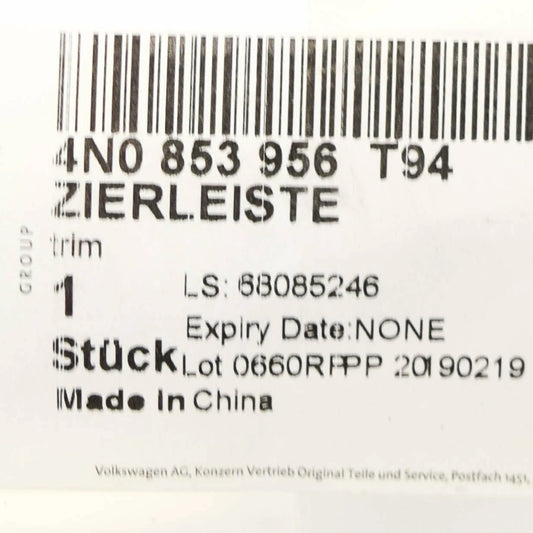 4N0 853 956 T94
ZIERLEISTE
trim
1
LS: 68085246
Expiry Date:NONE
Stück
Lot 0660RPPP 20190219
Made in China
GROUP
Volkswagen AG, Konzern Vertrieb Original Teile und Service, Postfach 1451,